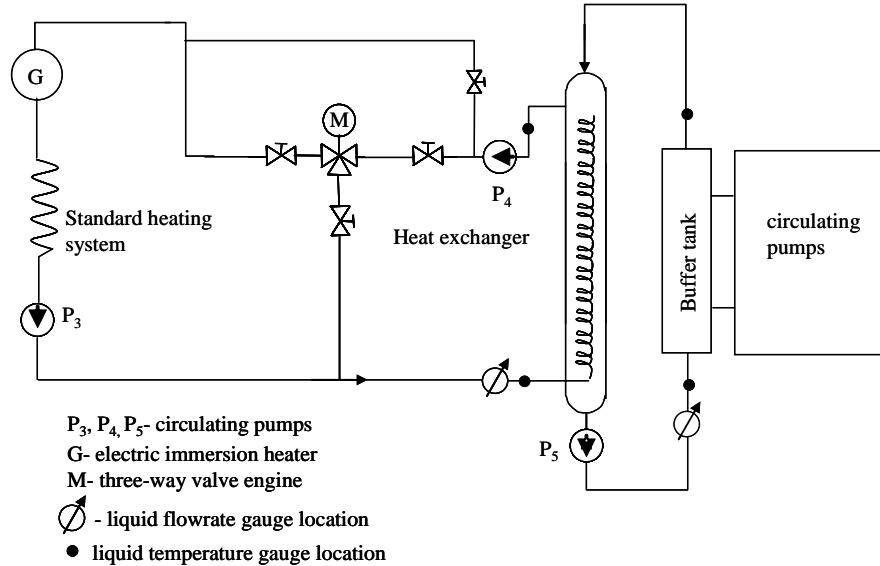 G
M
P4
Standard heating
system
Heat exchanger
Buffer tank
circulating
pumps
P3
P5
P3, P4, P5- circulating pumps
G- electric immersion heater
M- three-way valve engine
- liquid flowrate gauge location
liquid temperature gauge location